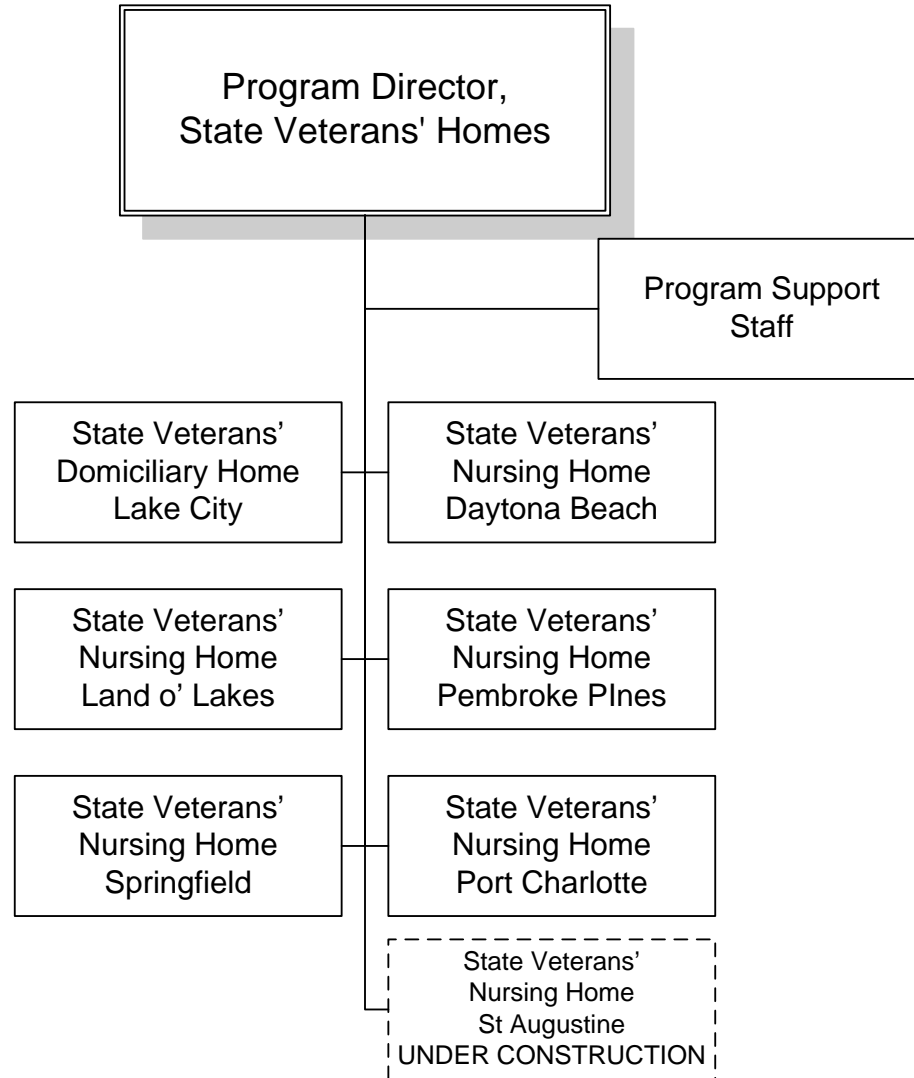 Program Director,
State Veterans' Homes
Program Support
Staff
State Veterans’
Domiciliary Home
Lake City
State Veterans’
Nursing Home
Daytona Beach
State Veterans’
Nursing Home
Land o’ Lakes
State Veterans’
Nursing Home
Pembroke PInes
State Veterans’
Nursing Home
Springfield
State Veterans’
Nursing Home
Port Charlotte
State Veterans’
Nursing Home
St Augustine
UNDER CONSTRUCTION